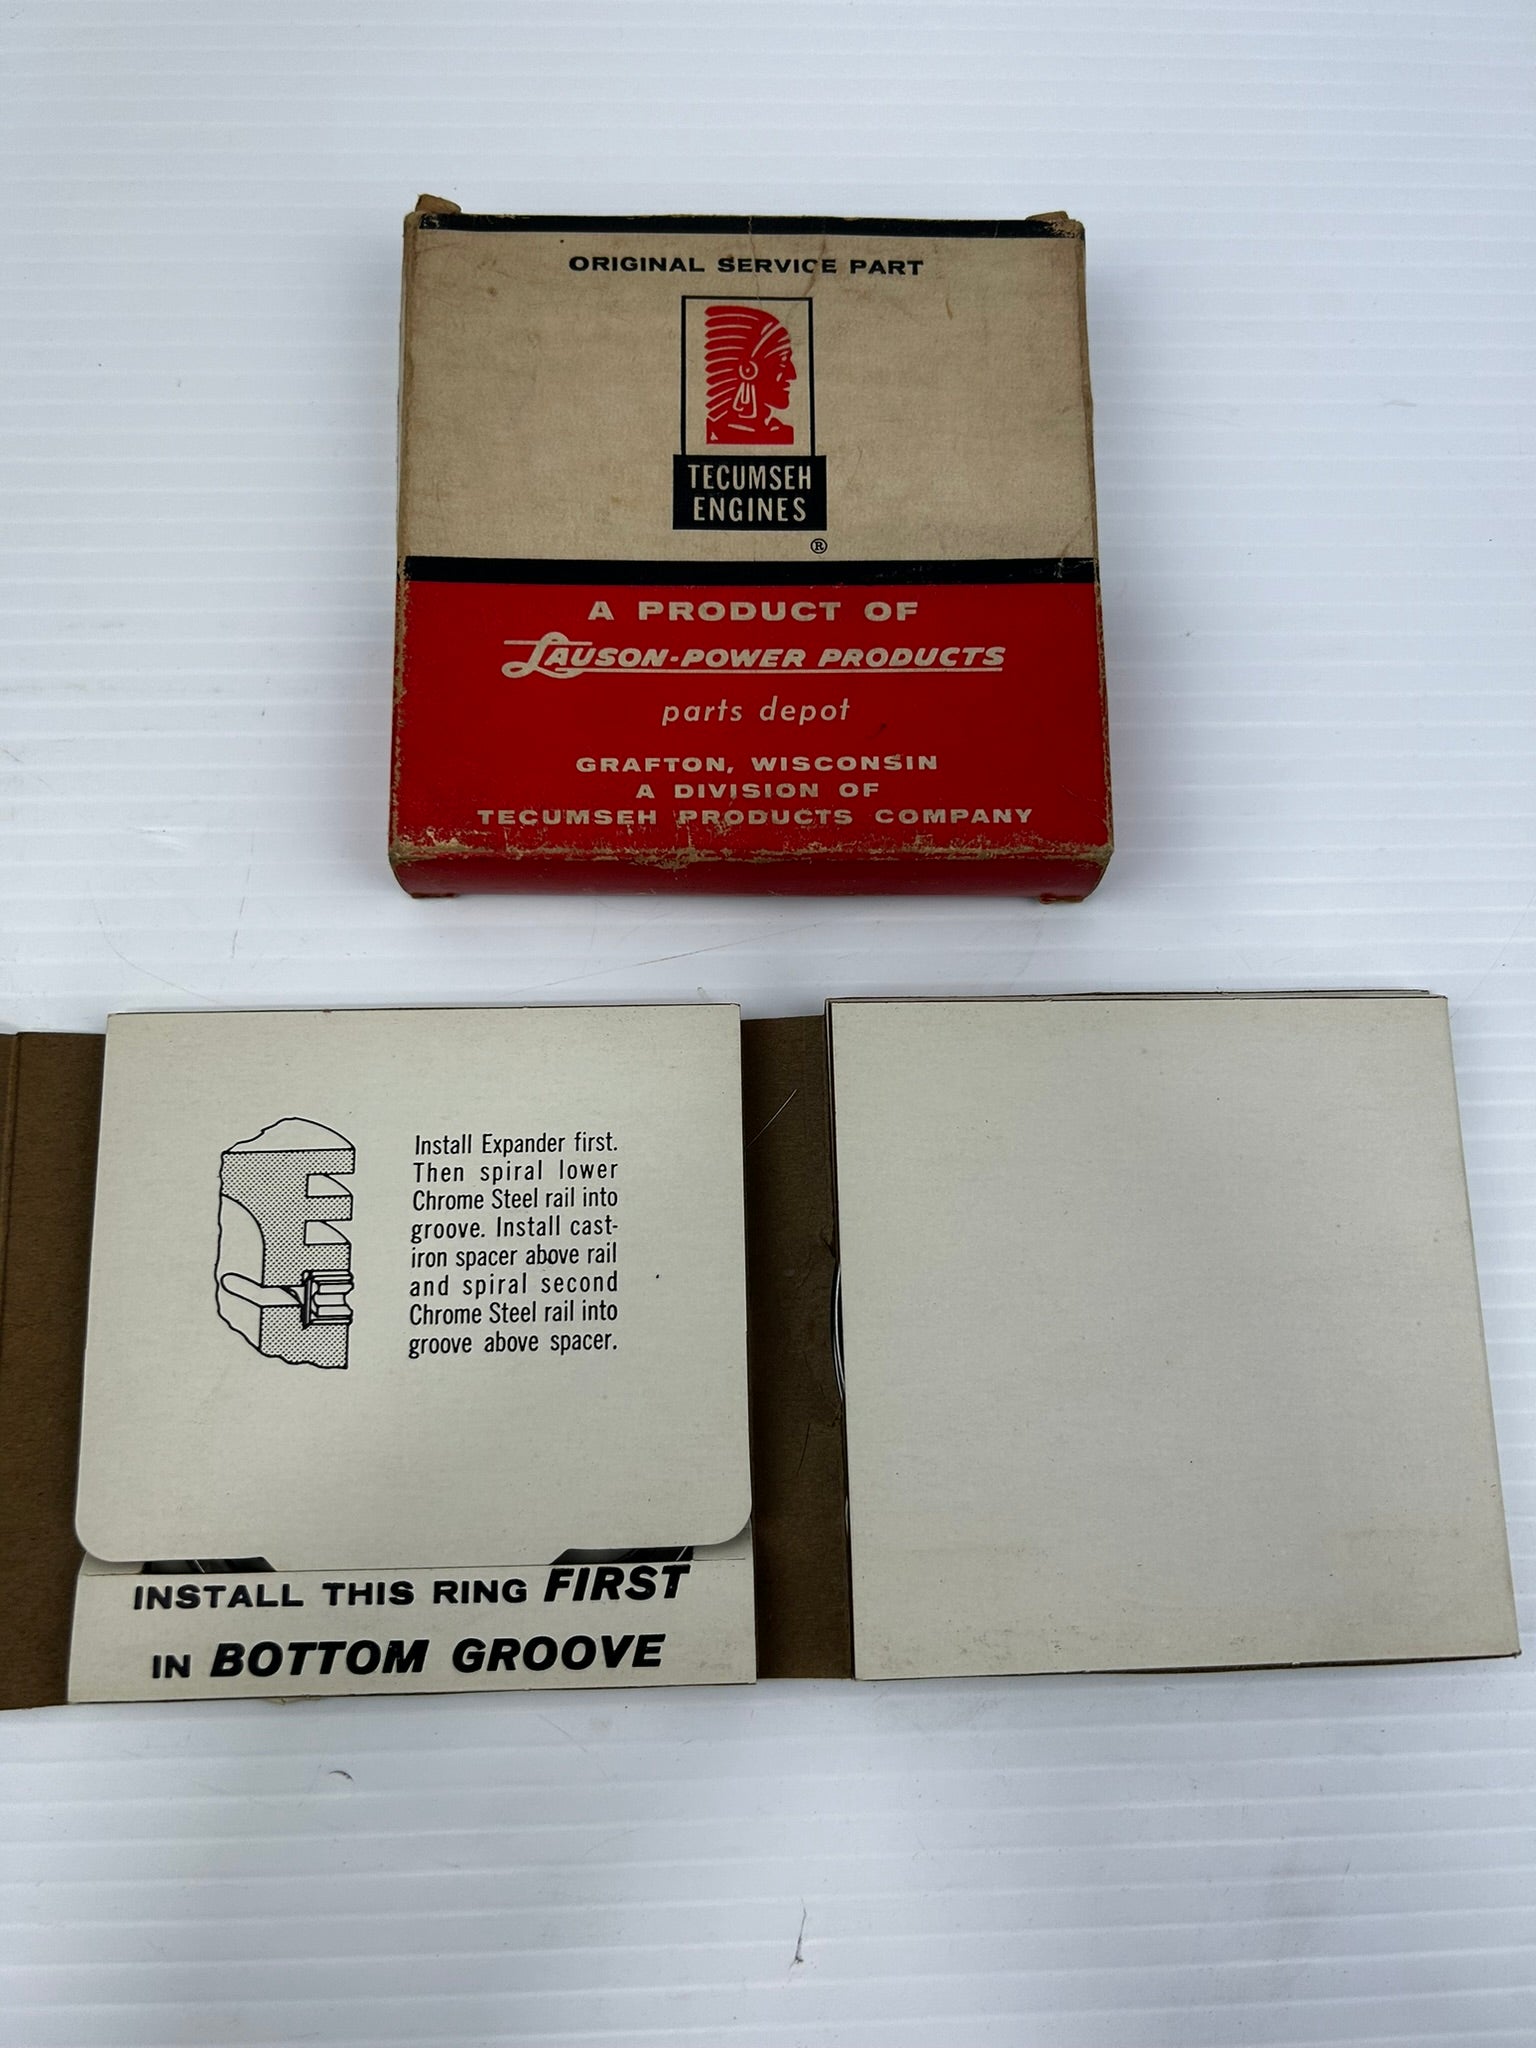 ORIGINAL SERVICE PART
TECUMSEH
ENGINES
®
A PRODUCT OF
LAUSON-POWER PRODUCTS
parts depot
GRAFTON, WISCONSIN
A DIVISION OF
TECUMSEH PRODUCTS COMPANY
Install Expander first.
Then spiral lower
Chrome Steel rail into
groove. Install cast-
iron spacer above rail
and spiral second
Chrome Steel rail into
groove above spacer.
INSTALL THIS RING FIRST
IN BOTTOM GROOVE